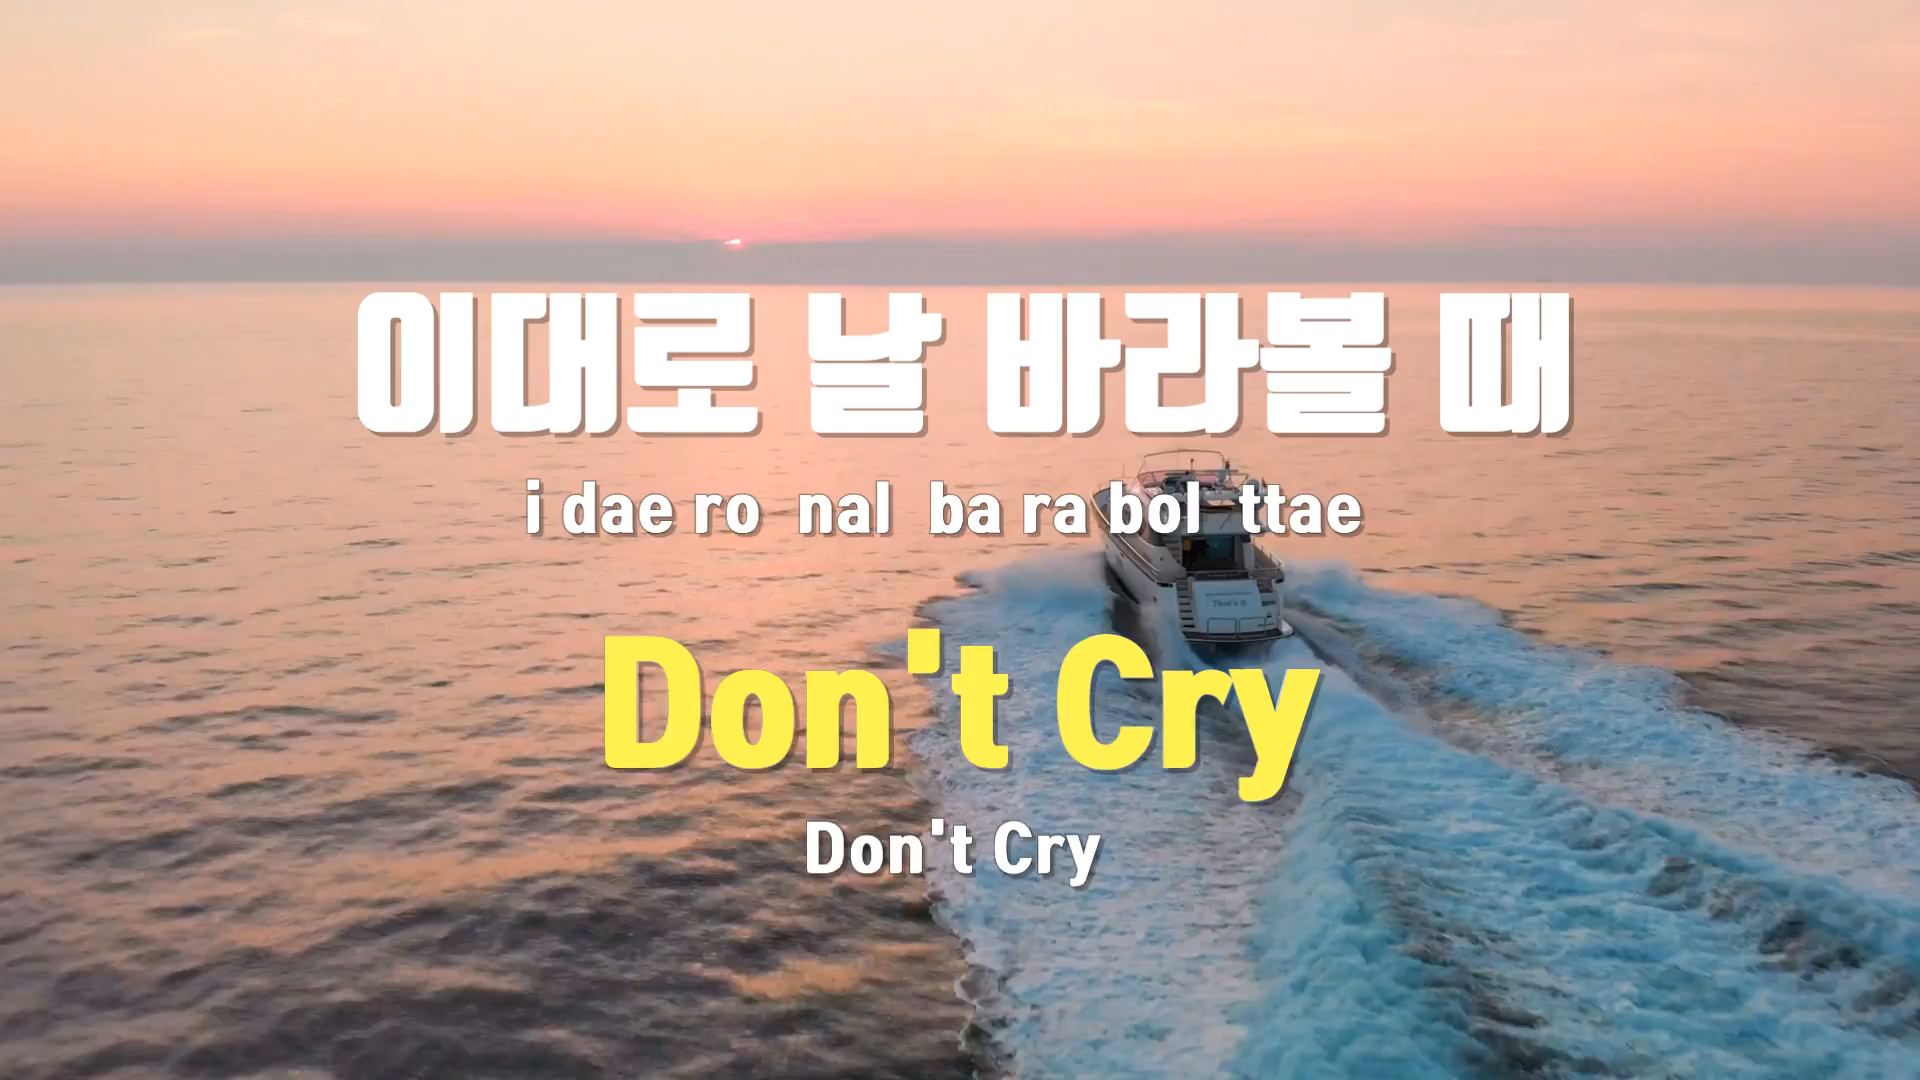 이대로 날 바라볼 때
i dae ro nal ba ra bol ttae
Don't Cry
Don't Cry